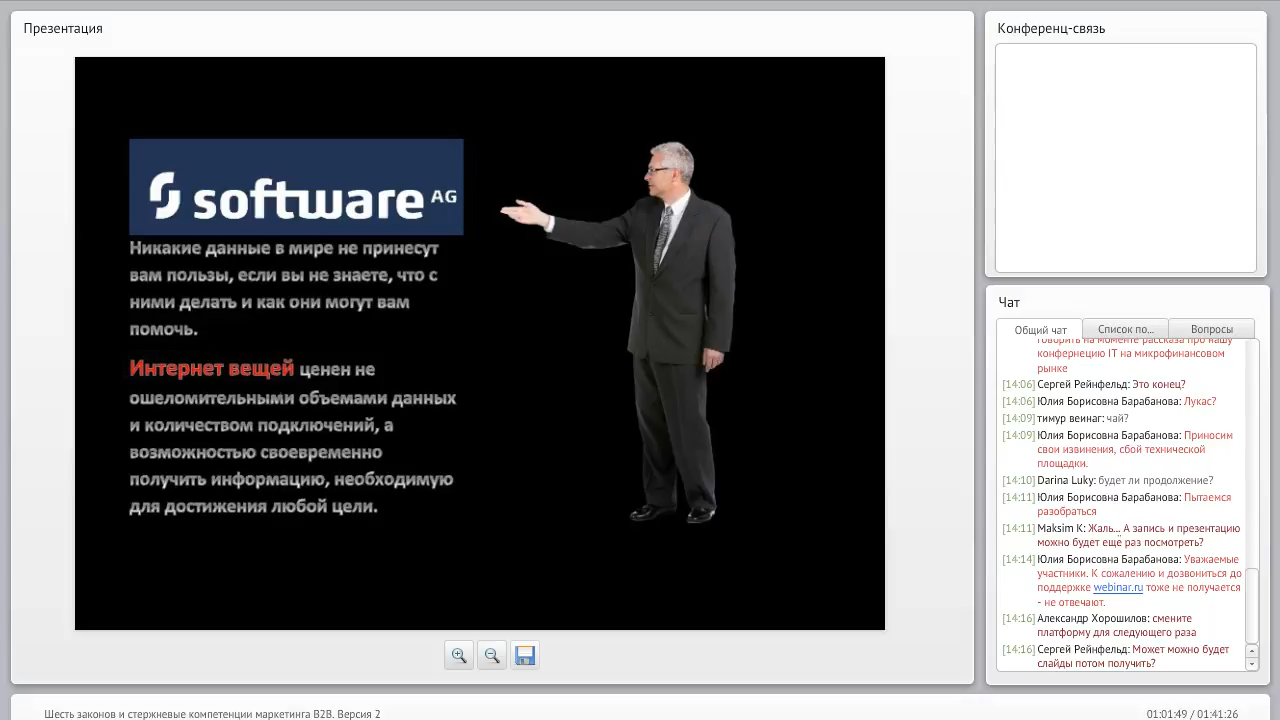 Презентация
software AG
Никакие данные в мире не принесут
вам пользы, если вы не знаете, что с
ними делать и как они могут вам
помочь.
Интернет вещей ценен не
ошеломительными объемами данных
и количеством подключений, а
возможностью своевременно
получить информацию, необходимую
для достижения любой цели.
Конференц-связь
Чат
Общий чат
Список по...
Вопросы
говорить на моменте рассказа про нашу
конфернецию IT на микрофинансовом
рынке
[14:06] Сергей Рейнфельд: Это конец?
[14:06] Юлия Борисовна Барабанова: Лукас?
[14:09] тимур веинаг: чай?
[14:09] Юлия Борисовна Барабанова: Приносим
свои извинения, сбой технической
площадки.
[14:10] Darina Luky: будет ли продолжение?
[14:11] Юлия Борисовна Барабанова: Пытаемся
разобраться
[14:11] Maksim K: Жаль... А запись и презентацию
можно будет ещё раз посмотреть?
[14:14] Юлия Борисовна Барабанова: Уважаемые
участники. К сожалению и дозвониться до
поддержке webinar.ru тоже не получается
- не отвечают.
[14:16] Александр Хорошилов: смените
платформу для следующего раза
[14:16] Сергей Рейнфельд: Может можно будет
слайды потом получить?
Шесть законов и стержневые компетенции маркетинга B2B. Версия 2
01:01:49 / 01:41:26